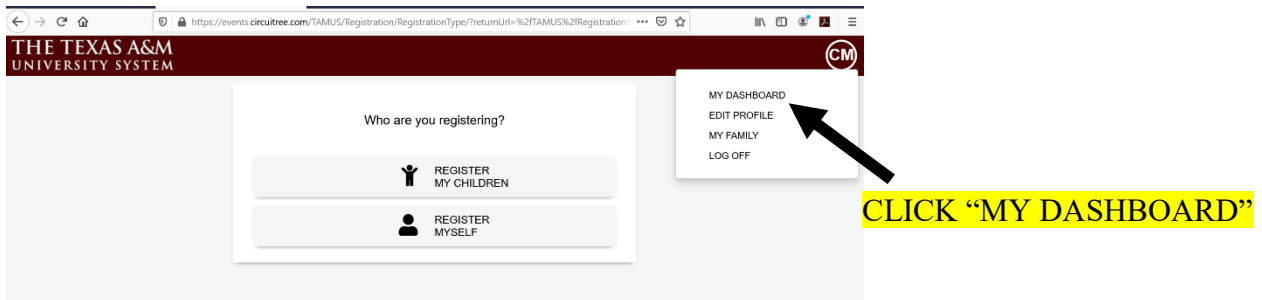 https://events.circuitree.com/TAMUS/Registration/RegistrationType/?returnUrl=%2fTAMUS%2fRegistration
THE TEXAS A&M
UNIVERSITY SYSTEM
CM
MY DASHBOARD
EDIT PROFILE
MY FAMILY
LOG OFF
Who are you registering?
REGISTER
MY CHILDREN
REGISTER
MYSELF
CLICK “MY DASHBOARD”